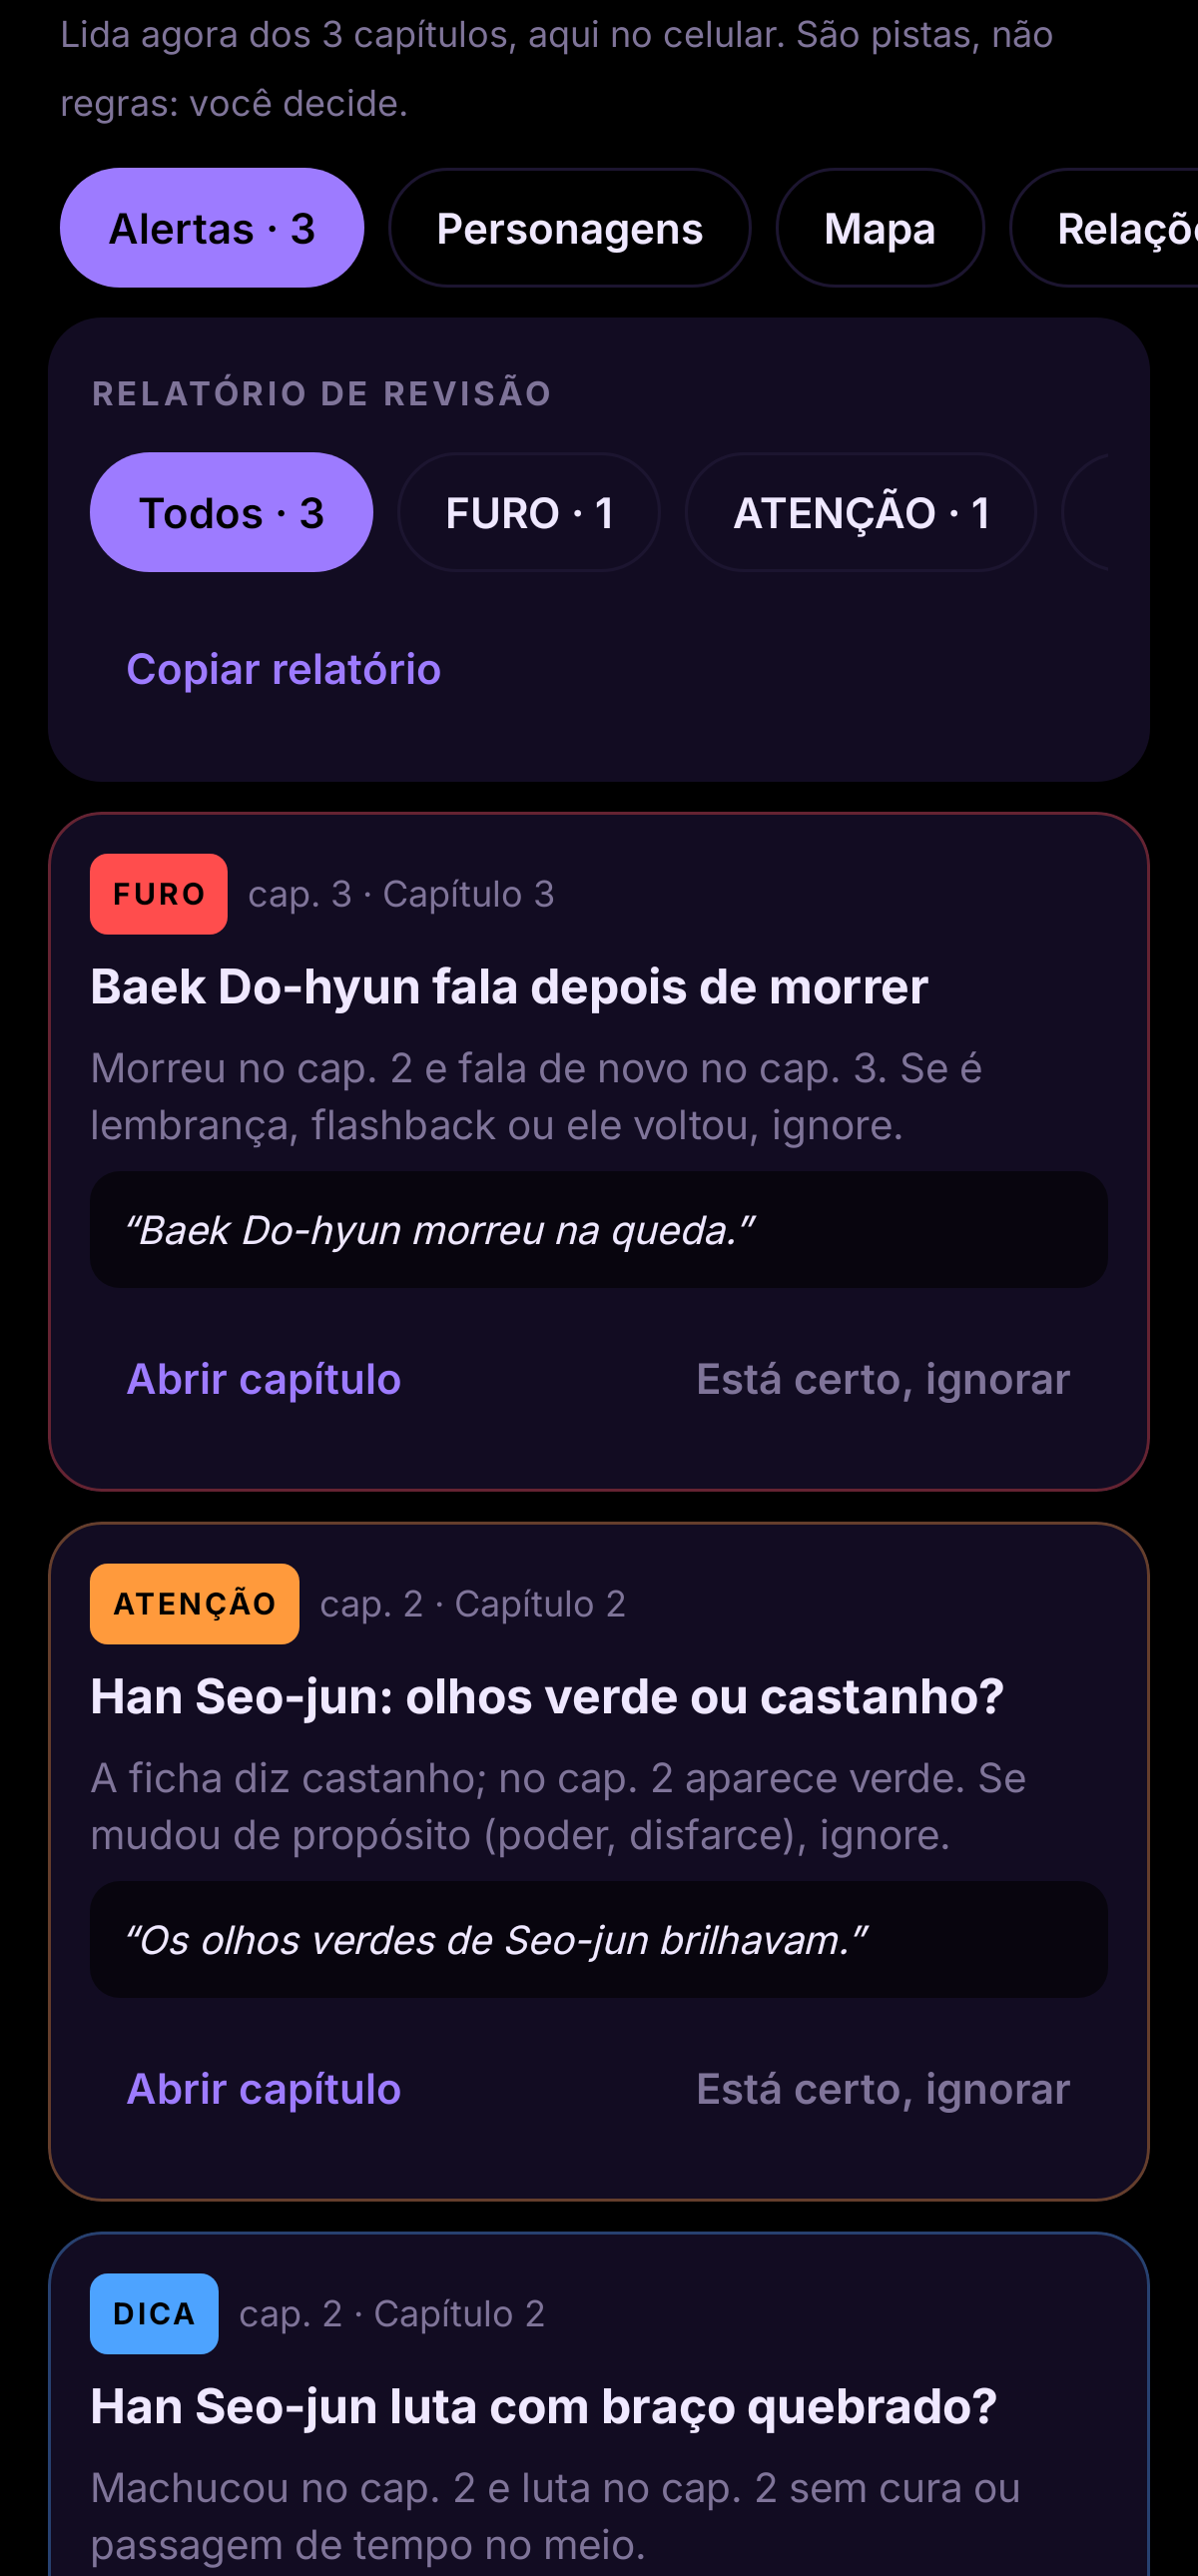 Lida agora dos 3 capítulos, aqui no celular. São pistas, não
regras: você decide.
Alertas · 3
Personagens
Mapa
Relaçõ
RELATÓRIO DE REVISÃO
Todos · 3
FURO · 1
ATENÇÃO · 1
Copiar relatório
FURO cap. 3 · Capítulo 3
Baek Do-hyun fala depois de morrer
Morreu no cap. 2 e fala de novo no cap. 3. Se é
lembrança, flashback ou ele voltou, ignore.
“Baek Do-hyun morreu na queda.”
Abrir capítulo
Está certo, ignorar
ATENÇÃO cap. 2 · Capítulo 2
Han Seo-jun: olhos verde ou castanho?
A ficha diz castanho; no cap. 2 aparece verde. Se
mudou de propósito (poder, disfarce), ignore.
“Os olhos verdes de Seo-jun brilhavam.”
Abrir capítulo
Está certo, ignorar
DICA cap. 2 · Capítulo 2
Han Seo-jun luta com braço quebrado?
Machucou no cap. 2 e luta no cap. 2 sem cura ou
passagem de tempo no meio.